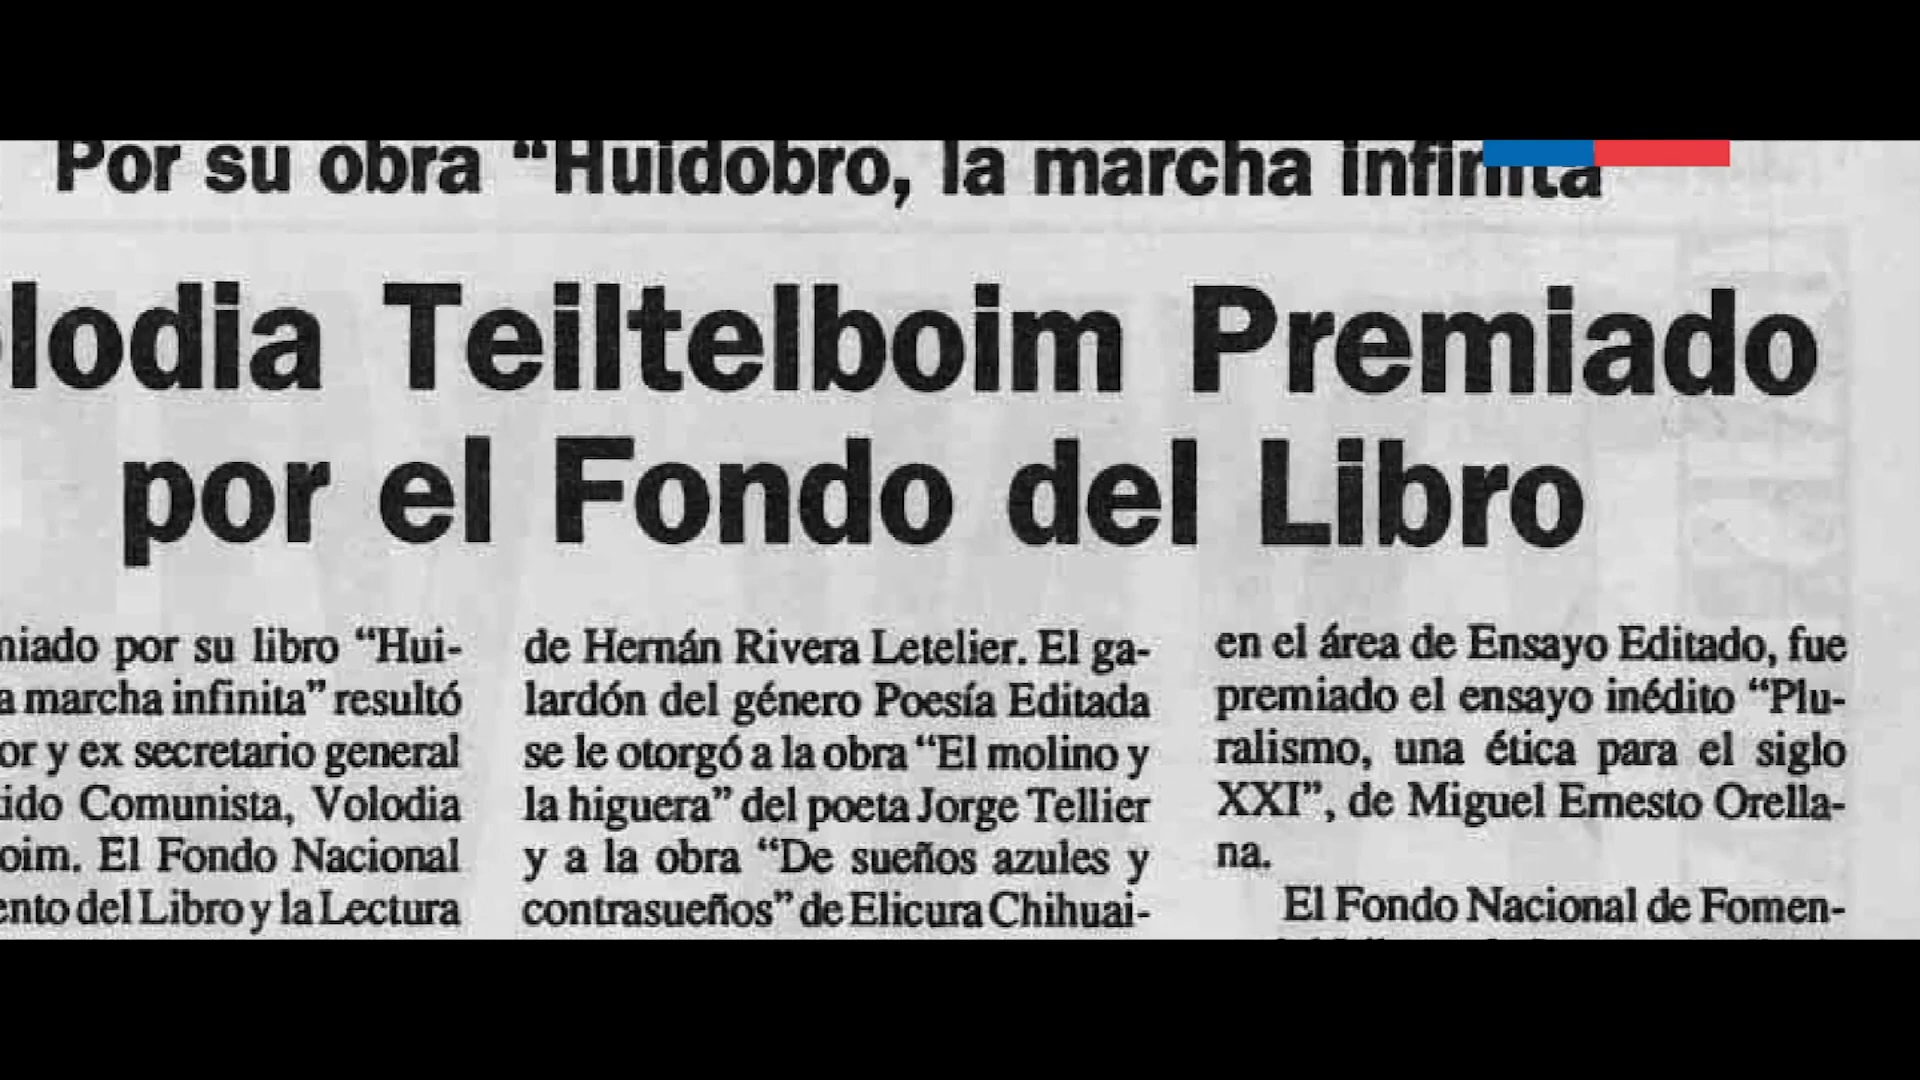 Por su obra “Huidobro, la marcha infinita
lodia Teiltelboim Premiado
por el Fondo del Libro
niado por su libro “Hui-
a marcha infinita” resultó
or y ex secretario general
ido Comunista, Volodia
oim. El Fondo Nacional
ento del Libro y la Lectura
de Hernán Rivera Letelier. El ga-
lardón del género Poesía Editada
se le otorgó a la obra “El molino y
la higuera” del poeta Jorge Tellier
y a la obra “De sueños azules y
contrasueños” de Elicura Chihuai-
en el área de Ensayo Editado, fue
premiado el ensayo inédito “Plu-
ralismo, una ética para el siglo
XXI”, de Miguel Ernesto Orella-
na.
El Fondo Nacional de Fomen-